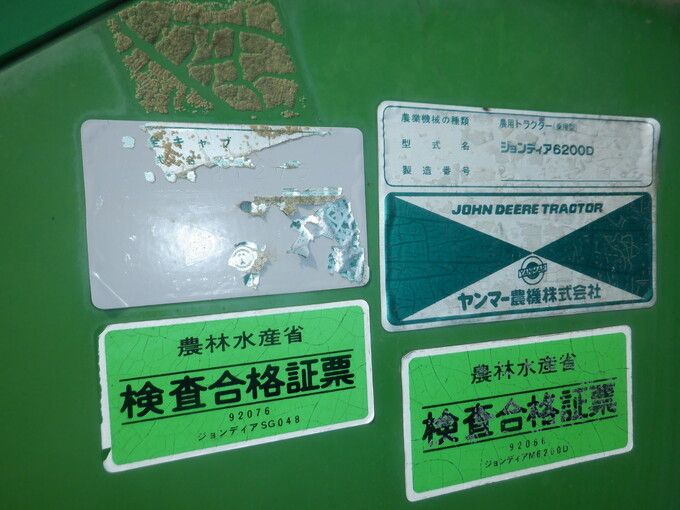 全キャブ
農業機械の種類 農用トラクター(乗用型)
型式名 ジョンディア6200D
製造番号
JOHN DEERE TRACTOR
YANMAR
ヤンマー農機株式会社
農林水産省
検査合格証票
92076
ジョンディアSG048
農林水産省
検査合格証票
92066
ジョンディアM6200D